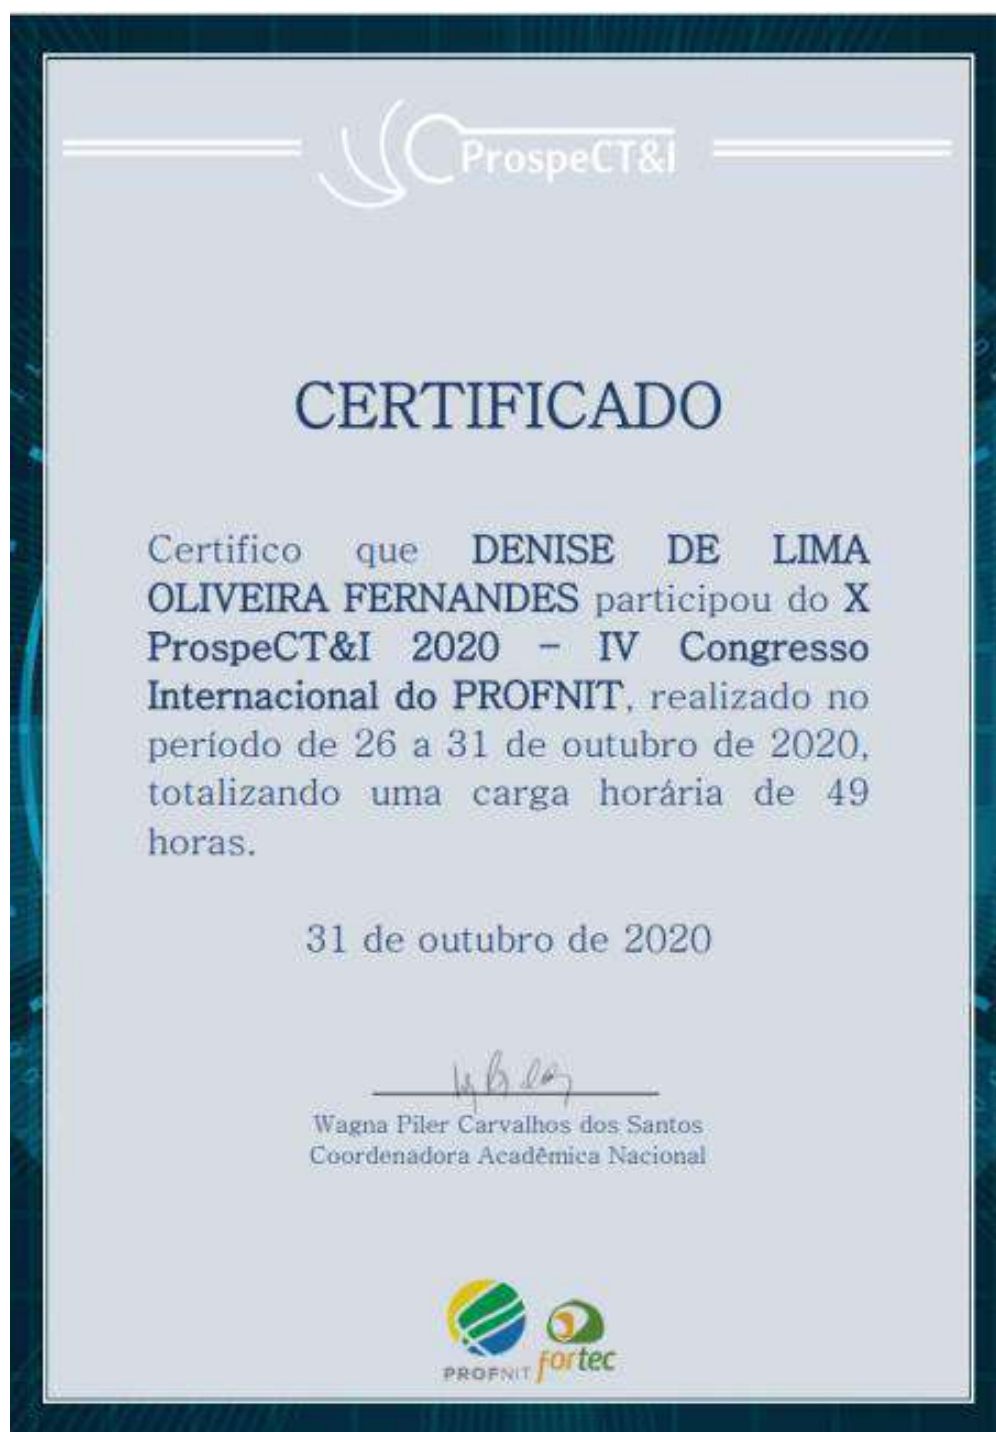 ProspeCT&I
CERTIFICADO
Certifico que DENISE DE LIMA
OLIVEIRA FERNANDES participou do X
ProspeCT&I 2020 – IV Congresso
Internacional do PROFNIT, realizado no
período de 26 a 31 de outubro de 2020,
totalizando uma carga horária de 49
horas.
31 de outubro de 2020
Wagna Piler Carvalhos dos Santos
Coordenadora Acadêmica Nacional
PROFNIT fortec